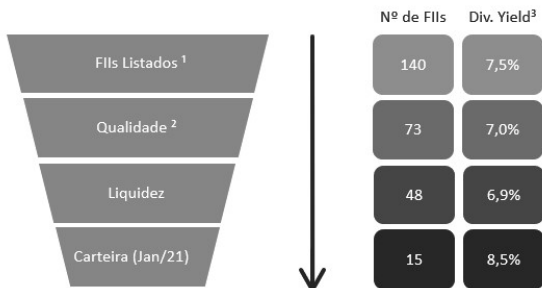 Nº de FIIs Div. Yield³
FIIs Listados ¹ 140 7,5%
Qualidade ² 73 7,0%
Liquidez 48 6,9%
Carteira (Jan/21) 15 8,5%